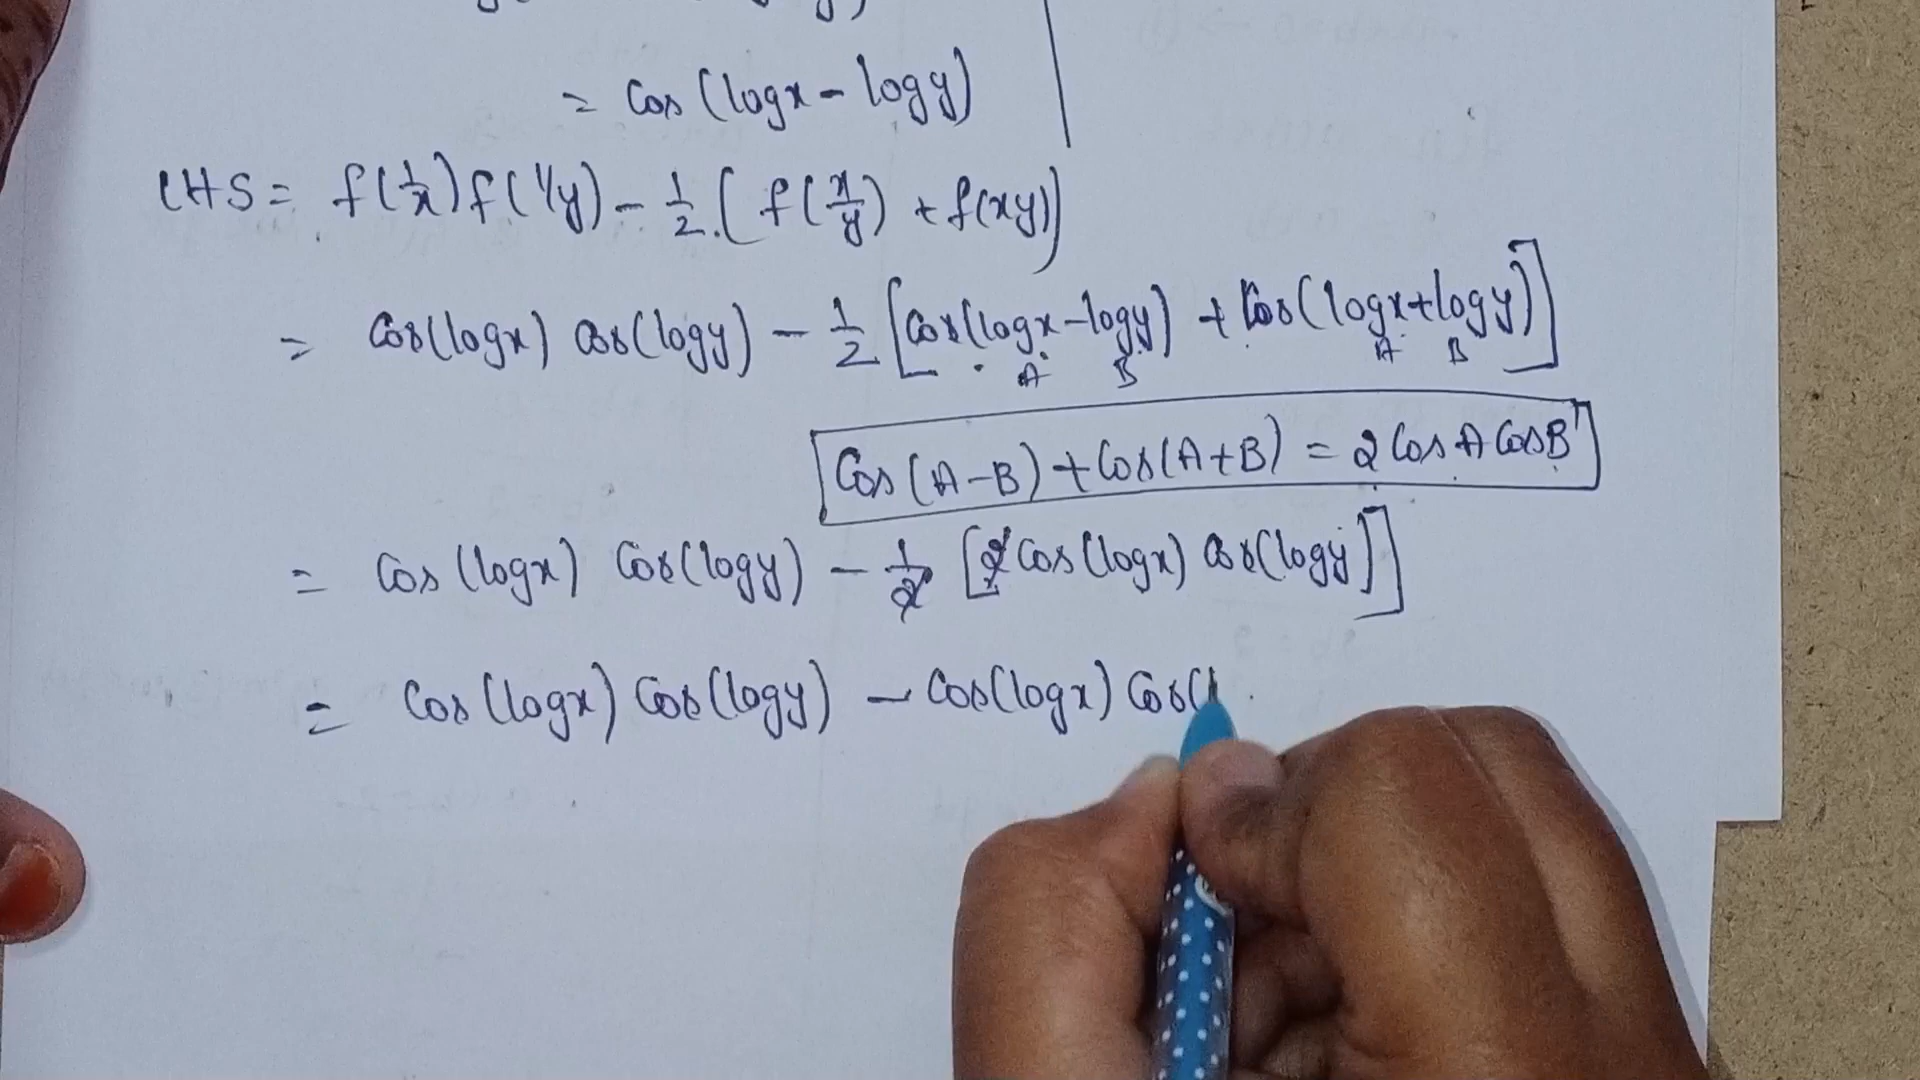 = Cos (logx - logy)
LHS = f(1/x) f(1/y) - 1/2 . ( f(x/y) + f(xy))
= Cos(logx) Cos(logy) - 1/2 [Cos(logx - logy) + Cos(logx + logy)]
A B A B
Cos (A-B) + Cos(A+B) = 2 Cos A Cos B
= Cos (logx) Cos(logy) - 1/2 [2 Cos (logx) Cos(logy)]
= Cos (logx) Cos (logy) - Cos(logx) Cos(l